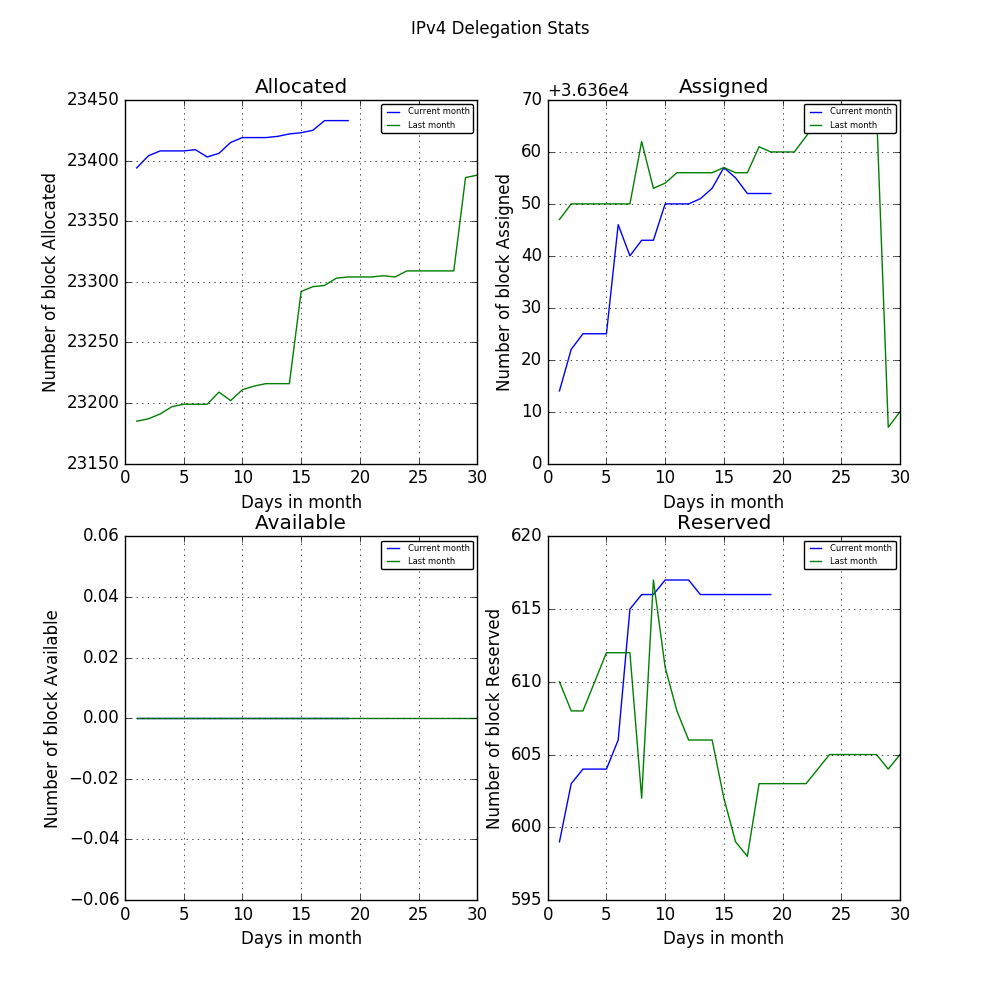 IPv4 Delegation Stats
Allocated
23450
23400
23350
23300
23250
23200
23150
0 5 10 15 20 25 30
Number of block Allocated
Days in month
Current month
Last month
+3.636e4
Assigned
70
60
50
40
30
20
10
0
0 5 10 15 20 25 30
Number of block Assigned
Days in month
Current month
Last month
Available
0.06
0.04
0.02
0.00
−0.02
−0.04
−0.06
0 5 10 15 20 25 30
Number of block Available
Days in month
Current month
Last month
Reserved
620
615
610
605
600
595
0 5 10 15 20 25 30
Number of block Reserved
Days in month
Current month
Last month